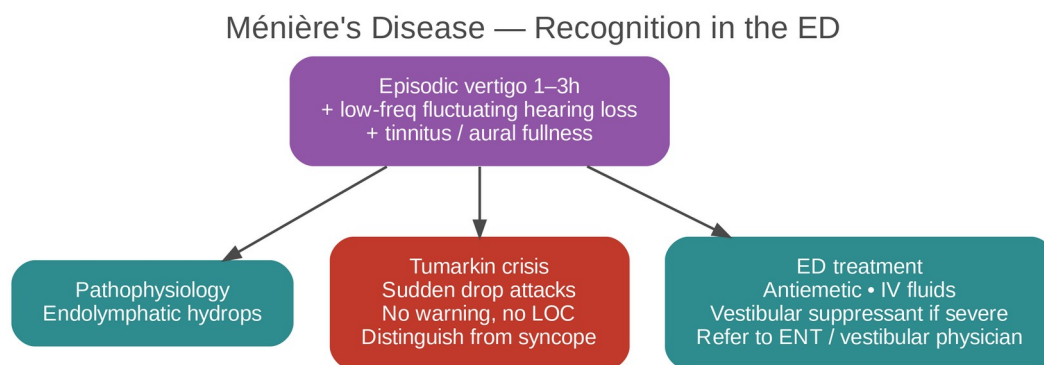 Ménière's Disease — Recognition in the ED
Episodic vertigo 1–3h
+ low-freq fluctuating hearing loss
+ tinnitus / aural fullness
Pathophysiology
Endolymphatic hydrops
Tumarkin crisis
Sudden drop attacks
No warning, no LOC
Distinguish from syncope
ED treatment
Antiemetic • IV fluids
Vestibular suppressant if severe
Refer to ENT / vestibular physician